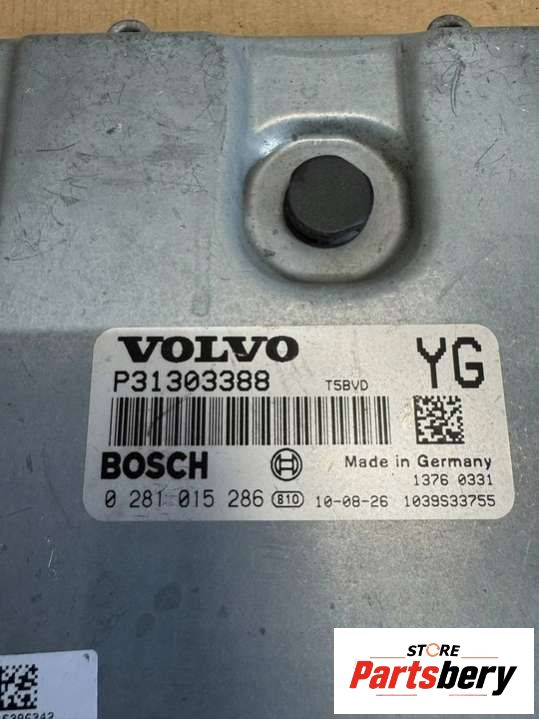 VOLVO
YG
P31303388 T5BVD
BOSCH Made in Germany
1376 0331
0 281 015 286 810 10-08-26 1039S33755
STORE
Partsbery